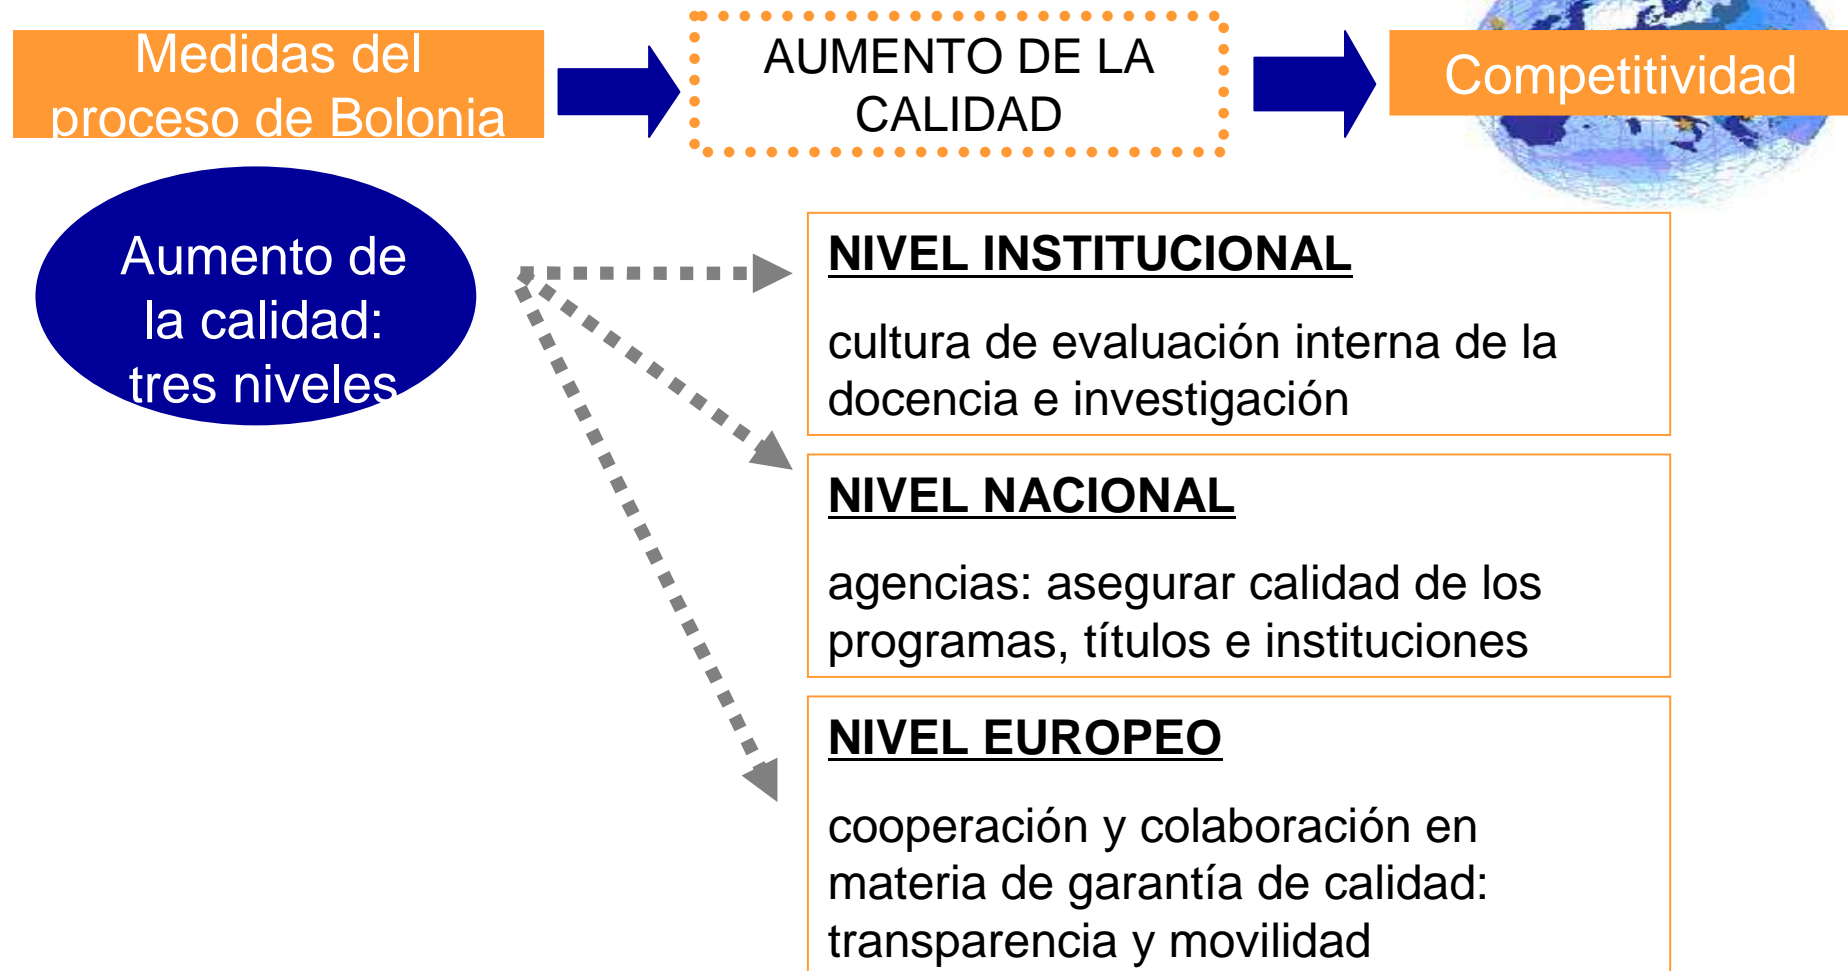 Medidas del
proceso de Bolonia
AUMENTO DE LA
CALIDAD
Competitividad
Aumento de
la calidad:
tres niveles
NIVEL INSTITUCIONAL
cultura de evaluación interna de la
docencia e investigación
NIVEL NACIONAL
agencias: asegurar calidad de los
programas, títulos e instituciones
NIVEL EUROPEO
cooperación y colaboración en
materia de garantía de calidad:
transparencia y movilidad